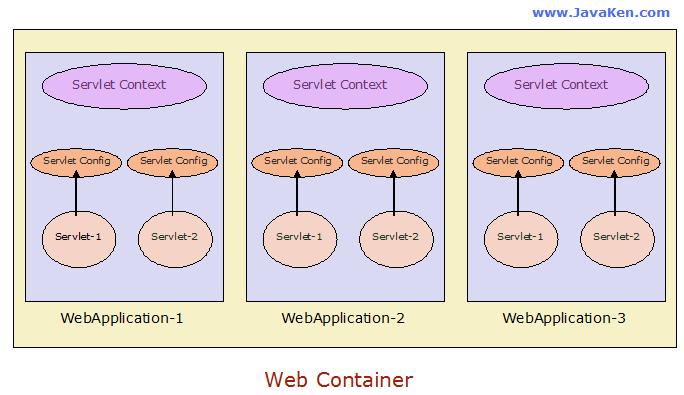 www.JavaKen.com
Servlet Context
Servlet Context
Servlet Context
Servlet Config
Servlet Config
Servlet Config
Servlet Config
Servlet Config
Servlet Config
Servlet-1
Servlet-2
Servlet-1
Servlet-2
Servlet-1
Servlet-2
WebApplication-1
WebApplication-2
WebApplication-3
Web Container